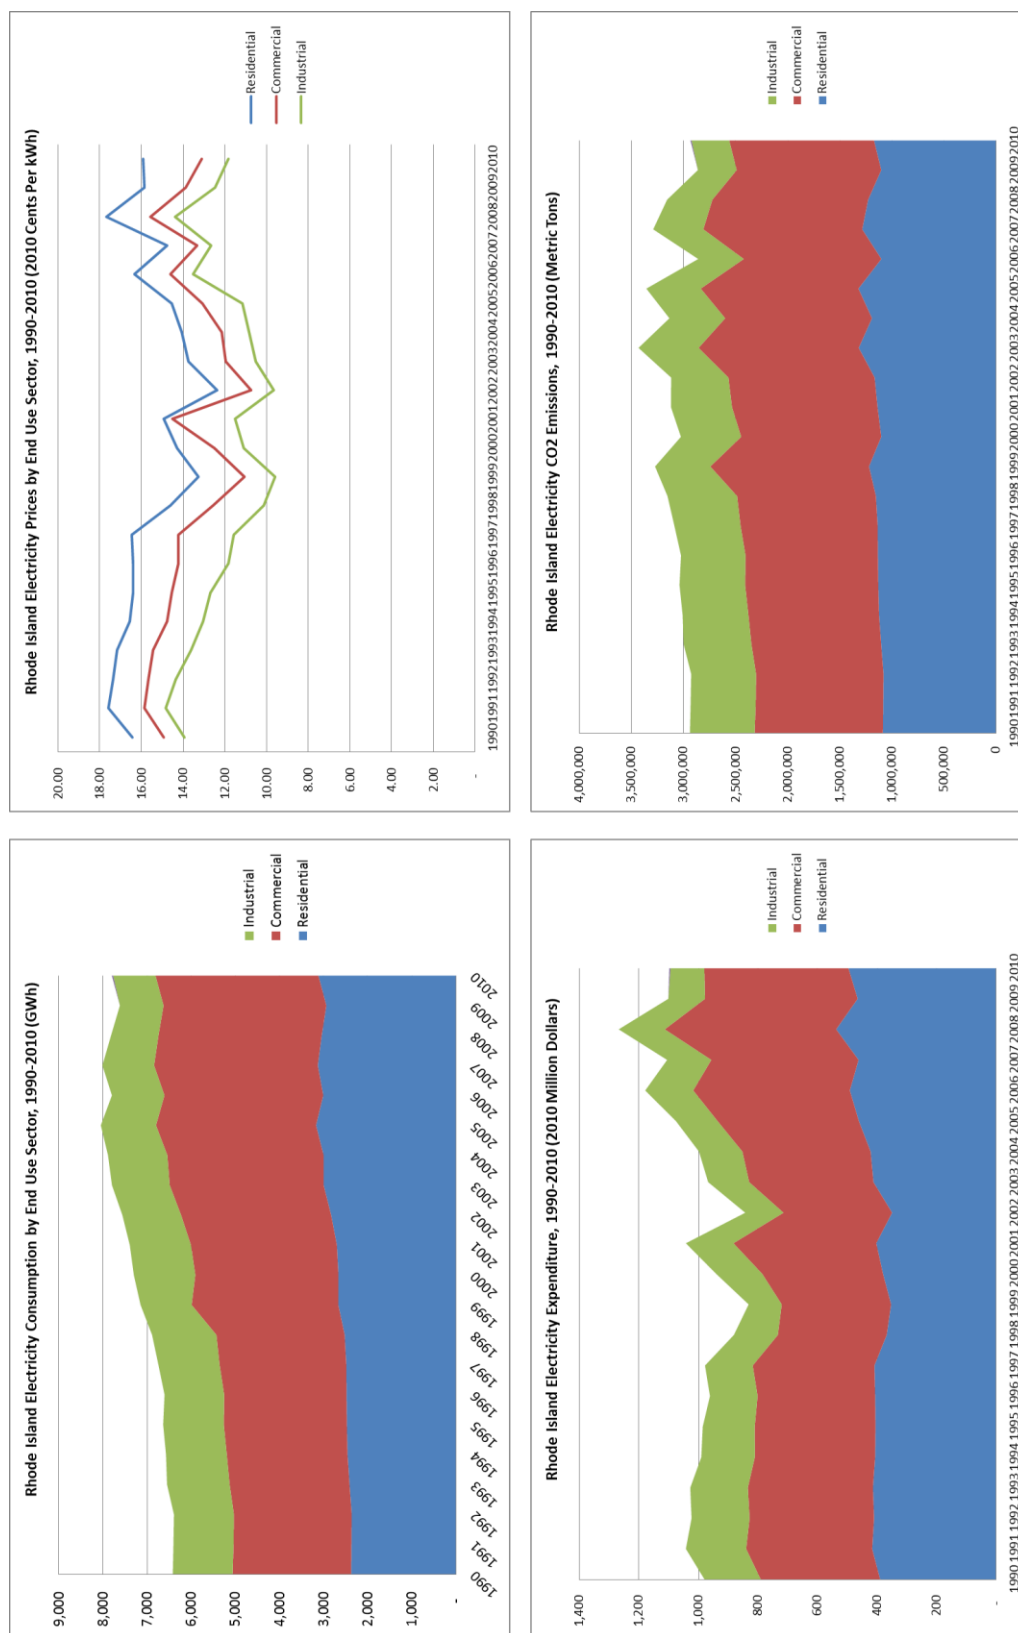 Rhode Island Electricity Consumption by End Use Sector, 1990-2010 (GWh)
9,000
8,000
7,000
6,000
5,000
4,000
3,000
2,000
1,000
-
1990 1991 1992 1993 1994 1995 1996 1997 1998 1999 2000 2001 2002 2003 2004 2005 2006 2007 2008 2009 2010
Industrial
Commercial
Residential
Rhode Island Electricity Prices by End Use Sector, 1990-2010 (2010 Cents Per kWh)
20.00
18.00
16.00
14.00
12.00
10.00
8.00
6.00
4.00
2.00
-
1990 1991 1992 1993 1994 1995 1996 1997 1998 1999 2000 2001 2002 2003 2004 2005 2006 2007 2008 2009 2010
Residential
Commercial
Industrial
Rhode Island Electricity Expenditure, 1990-2010 (2010 Million Dollars)
1,400
1,200
1,000
800
600
400
200
-
1990 1991 1992 1993 1994 1995 1996 1997 1998 1999 2000 2001 2002 2003 2004 2005 2006 2007 2008 2009 2010
Industrial
Commercial
Residential
Rhode Island Electricity CO2 Emissions, 1990-2010 (Metric Tons)
4,000,000
3,500,000
3,000,000
2,500,000
2,000,000
1,500,000
1,000,000
500,000
0
1990 1991 1992 1993 1994 1995 1996 1997 1998 1999 2000 2001 2002 2003 2004 2005 2006 2007 2008 2009 2010
Industrial
Commercial
Residential